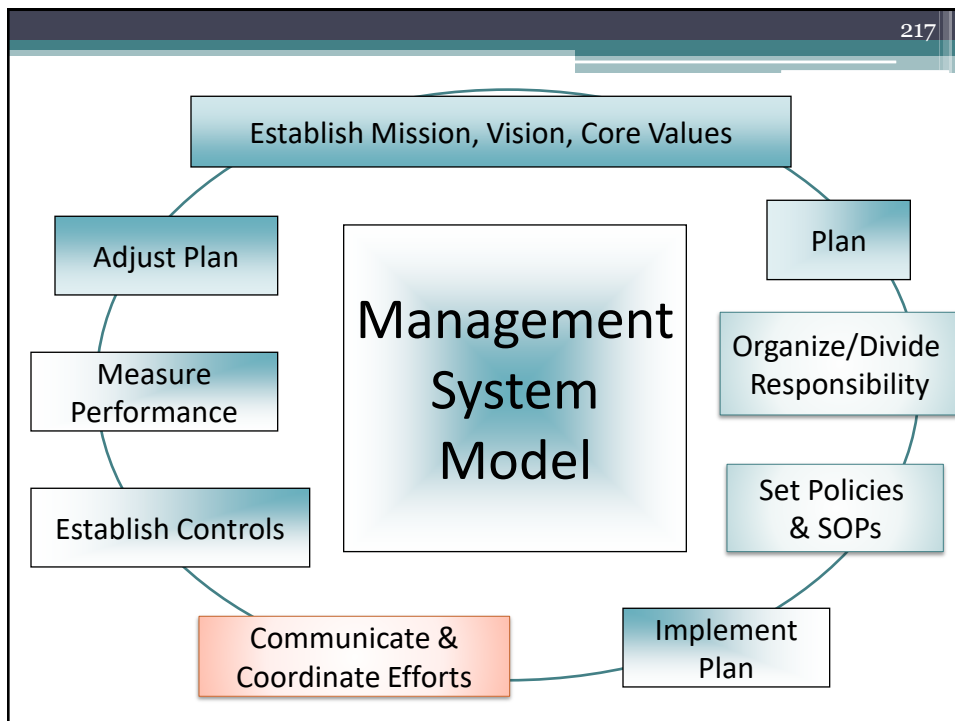 217
Establish Mission, Vision, Core Values
Plan
Organize/Divide
Responsibility
Set Policies
& SOPs
Implement
Plan
Communicate &
Coordinate Efforts
Establish Controls
Measure
Performance
Adjust Plan
Management
System
Model